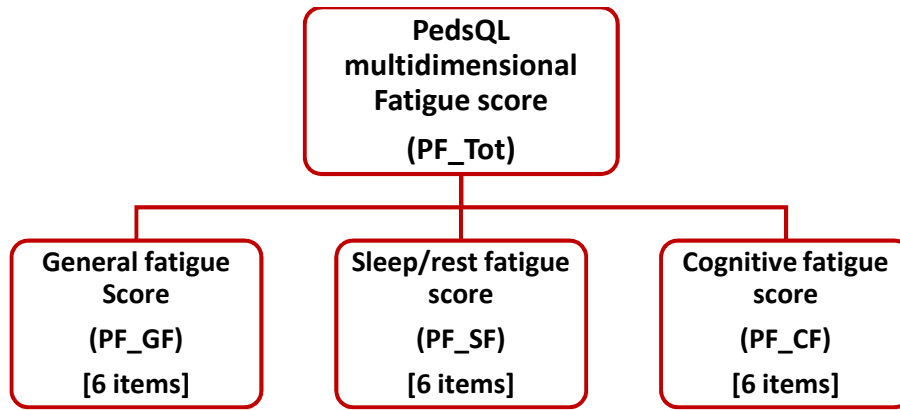 PedsQL
multidimensional
Fatigue score
(PF_Tot)
General fatigue
Score
(PF_GF)
[6 items]
Sleep/rest fatigue
score
(PF_SF)
[6 items]
Cognitive fatigue
score
(PF_CF)
[6 items]